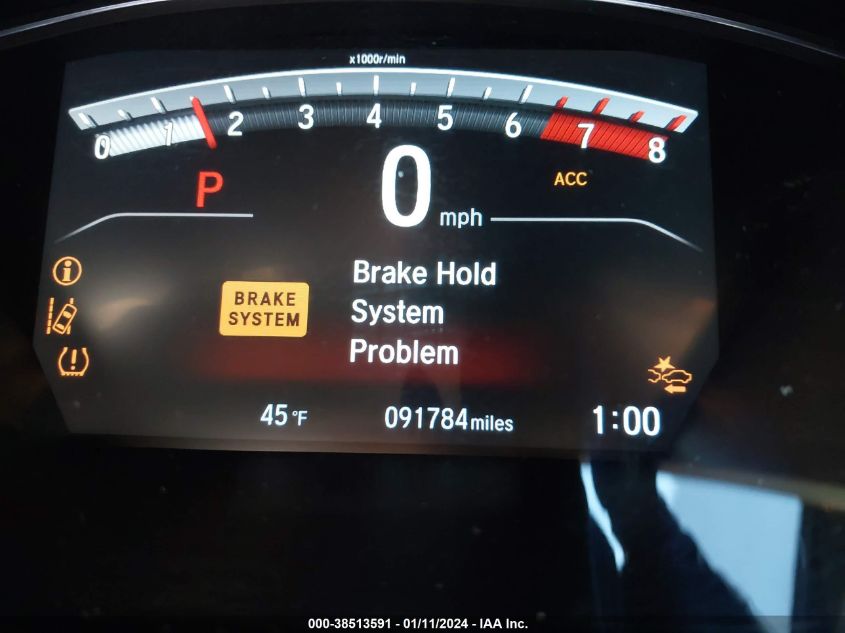 x1000r/min
0 1 2 3 4 5 6 7 8
P
0 mph
ACC
BRAKE
SYSTEM
Brake Hold
System
Problem
45°F
091784 miles
1:00
000-38513591 - 01/11/2024 - IAA Inc.